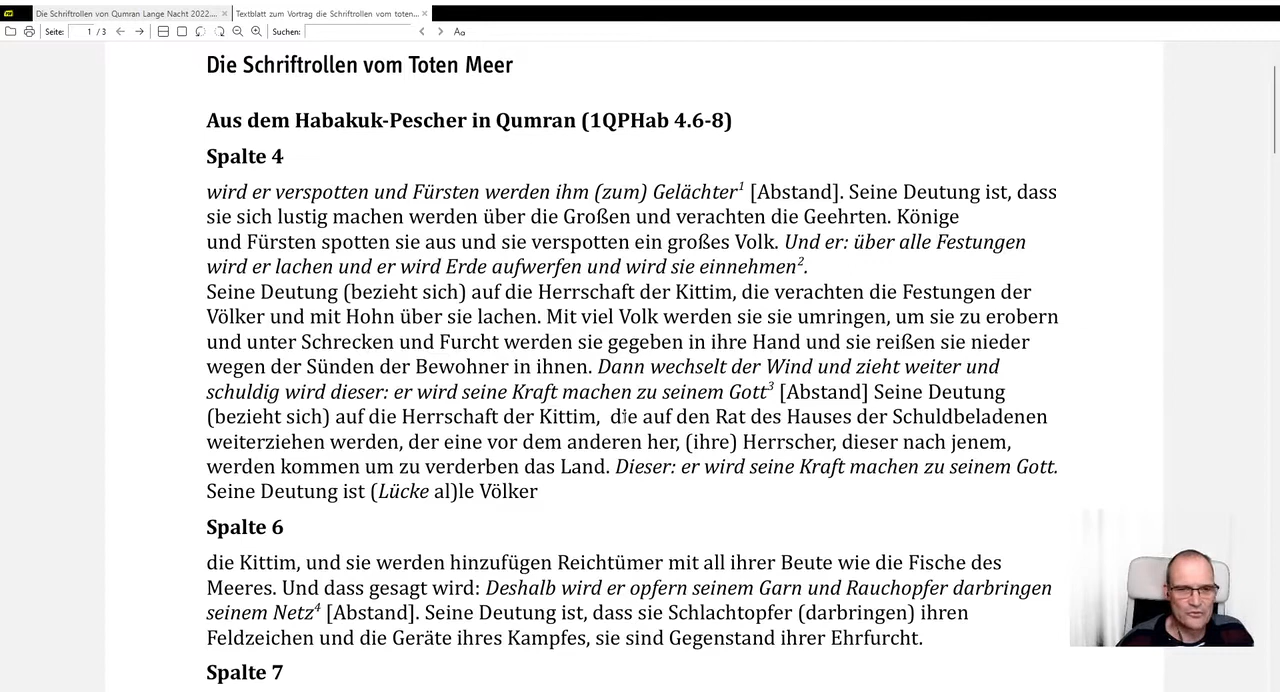 Die Schriftrollen von Qumran Lange Nacht 2022....
Textblatt zum Vortrag die Schriftrollen vom toten...
Seite: 1 / 3
Suchen:
Aa
Die Schriftrollen vom Toten Meer
Aus dem Habakuk-Pescher in Qumran (1QPHab 4.6-8)
Spalte 4
wird er verspotten und Fürsten werden ihm (zum) Gelächter¹ [Abstand]. Seine Deutung ist, dass
sie sich lustig machen werden über die Großen und verachten die Geehrten. Könige
und Fürsten spotten sie aus und sie verspotten ein großes Volk. Und er: über alle Festungen
wird er lachen und er wird Erde aufwerfen und wird sie einnehmen².
Seine Deutung (bezieht sich) auf die Herrschaft der Kittim, die verachten die Festungen der
Völker und mit Hohn über sie lachen. Mit viel Volk werden sie sie umringen, um sie zu erobern
und unter Schrecken und Furcht werden sie gegeben in ihre Hand und sie reißen sie nieder
wegen der Sünden der Bewohner in ihnen. Dann wechselt der Wind und zieht weiter und
schuldig wird dieser: er wird seine Kraft machen zu seinem Gott³ [Abstand] Seine Deutung
(bezieht sich) auf die Herrschaft der Kittim, die auf den Rat des Hauses der Schuldbeladenen
weiterziehen werden, der eine vor dem anderen her, (ihre) Herrscher, dieser nach jenem,
werden kommen um zu verderben das Land. Dieser: er wird seine Kraft machen zu seinem Gott.
Seine Deutung ist (Lücke al)le Völker
Spalte 6
die Kittim, und sie werden hinzufügen Reichtümer mit all ihrer Beute wie die Fische des
Meeres. Und dass gesagt wird: Deshalb wird er opfern seinem Garn und Rauchopfer darbringen
seinem Netz⁴ [Abstand]. Seine Deutung ist, dass sie Schlachtopfer (darbringen) ihren
Feldzeichen und die Geräte ihres Kampfes, sie sind Gegenstand ihrer Ehrfurcht.
Spalte 7